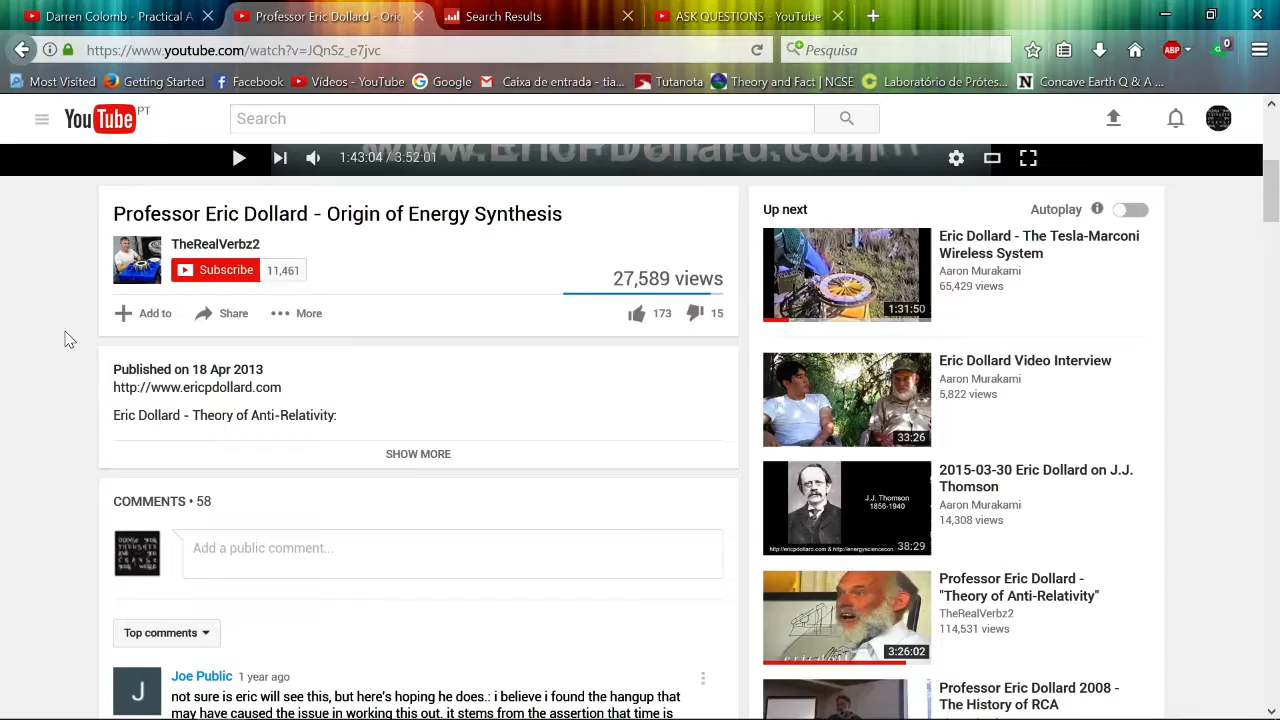 Darren Colomb - Practical A
Professor Eric Dollard - Orig
Search Results
ASK QUESTIONS - YouTube
https://www.youtube.com/watch?v=JQnSz_e7jvc
Pesquisa
ABP
0
Most Visited
Getting Started
Facebook
Vídeos - YouTube
Google
Caixa de entrada - tia...
Tutanota
Theory and Fact | NCSE
Laboratório de Prótes...
Concave Earth Q & A ...
YouTube PT
Search
www.EricPDollard.com
1:43:04 / 3:52:01
Professor Eric Dollard - Origin of Energy Synthesis
TheRealVerbz2
Subscribe 11,461
27,589 views
Add to
Share
More
173
15
Published on 18 Apr 2013
http://www.ericpdollard.com
Eric Dollard - Theory of Anti-Relativity:
SHOW MORE
COMMENTS • 58
Add a public comment...
Top comments
J
Joe Public 1 year ago
not sure is eric will see this, but here's hoping he does.: i believe i found the hangup that
may have caused the issue in working this out. it stems from the assertion that time is
Up next
Autoplay
Eric Dollard - The Tesla-Marconi
Wireless System
Aaron Murakami
65,429 views
1:31:50
Eric Dollard Video Interview
Aaron Murakami
5,822 views
33:26
2015-03-30 Eric Dollard on J.J.
Thomson
Aaron Murakami
14,308 views
J.J. Thomson
1856-1940
38:29
Professor Eric Dollard -
"Theory of Anti-Relativity"
TheRealVerbz2
114,531 views
3:26:02
Professor Eric Dollard 2008 -
The History of RCA